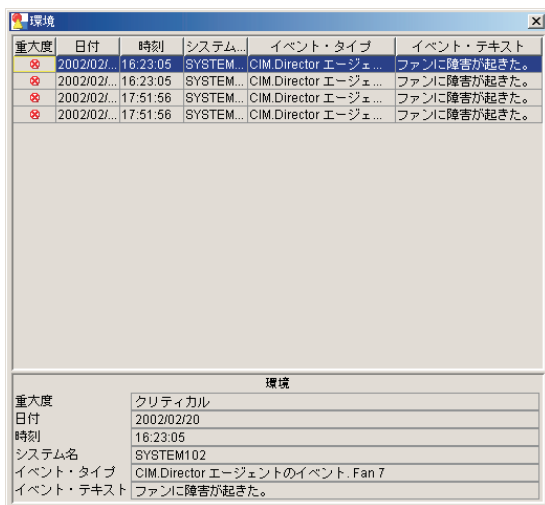 環境
重大度 日付 時刻 システム... イベント・タイプ イベント・テキスト
2002/02/... 16:23:05 SYSTEM... CIM.Director エージェ... ファンに障害が起きた。
2002/02/... 16:23:05 SYSTEM... CIM.Director エージェ... ファンに障害が起きた。
2002/02/... 17:51:56 SYSTEM... CIM.Director エージェ... ファンに障害が起きた。
2002/02/... 17:51:56 SYSTEM... CIM.Director エージェ... ファンに障害が起きた。
環境
重大度 クリティカル
日付 2002/02/20
時刻 16:23:05
システム名 SYSTEM102
イベント・タイプ CIM.Director エージェントのイベント. Fan 7
イベント・テキスト ファンに障害が起きた。